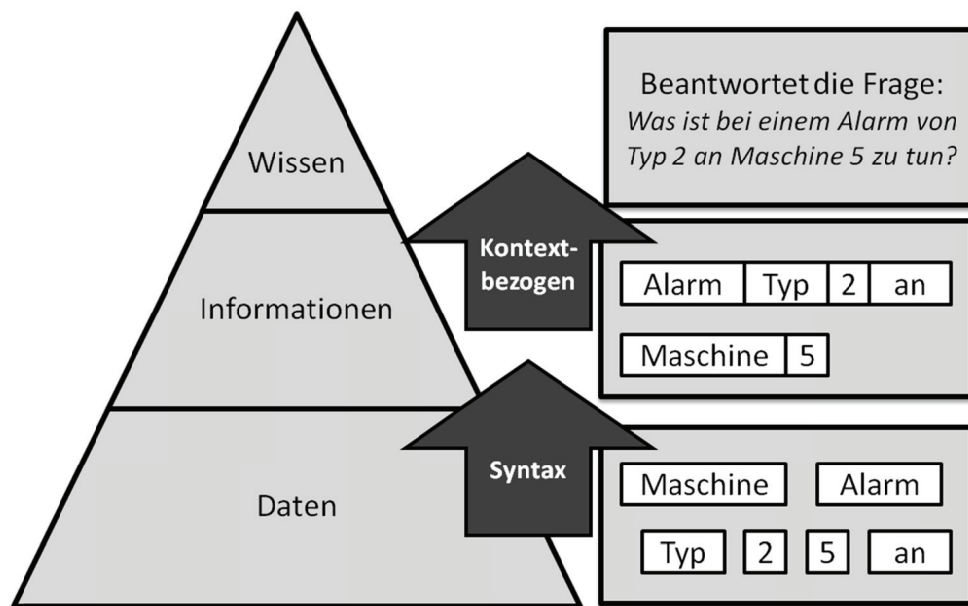 Wissen
Informationen
Daten
Kontext-
bezogen
Syntax
Beantwortet die Frage:
Was ist bei einem Alarm von
Typ 2 an Maschine 5 zu tun?
Alarm Typ 2 an
Maschine 5
Maschine Alarm
Typ 2 5 an